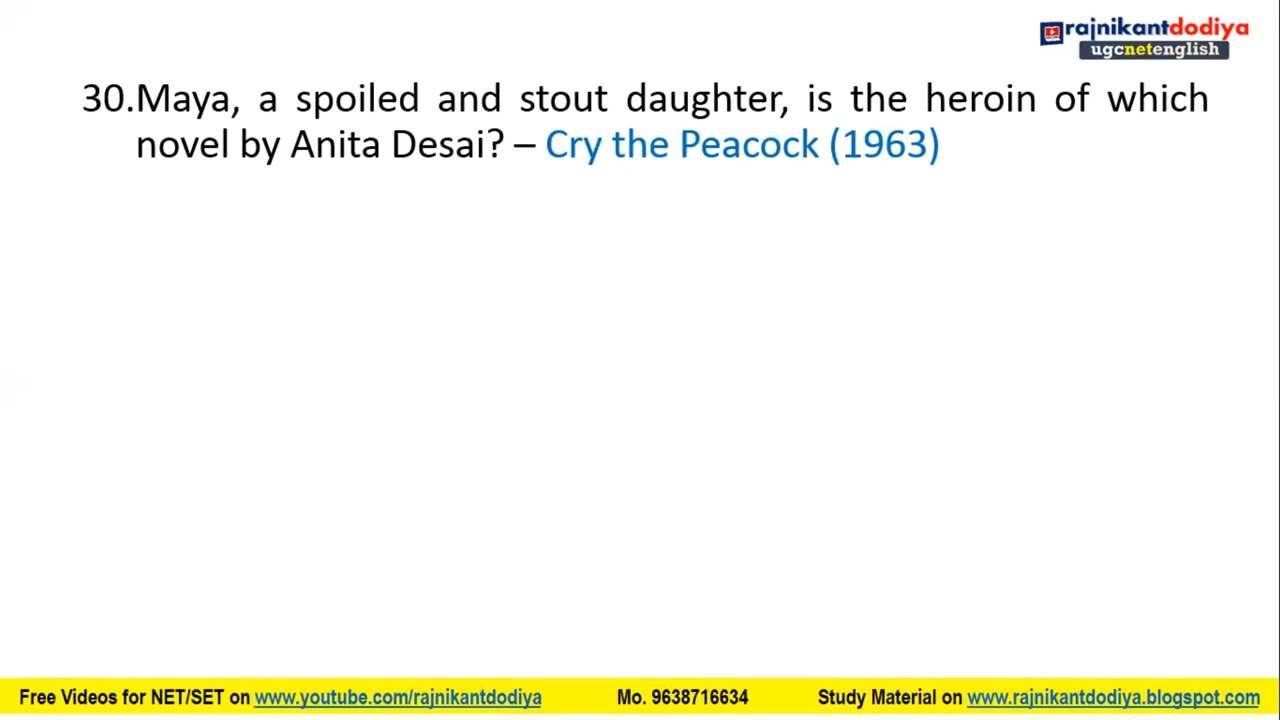 rajnikantdodiya
ugcnetenglish
30.Maya, a spoiled and stout daughter, is the heroin of which
novel by Anita Desai? – Cry the Peacock (1963)
Free Videos for NET/SET on www.youtube.com/rajnikantdodiya Mo. 9638716634 Study Material on www.rajnikantdodiya.blogspot.com